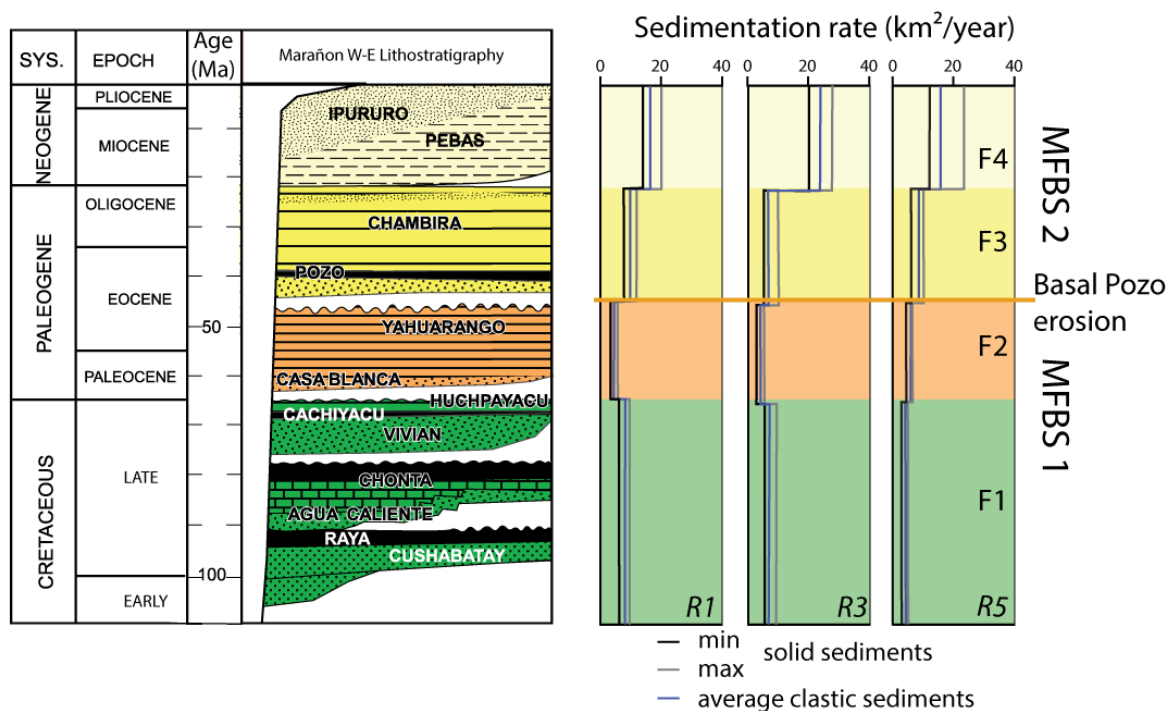 Sedimentation rate (km²/year)
SYS.
EPOCH
Age
(Ma)
Marañon W-E Lithostratigraphy
0 20 40
0 20 40
0 20 40
NEOGENE
PLIOCENE
MIOCENE
IPURURO
PEBAS
PALEOGENE
OLIGOCENE
EOCENE
PALEOCENE
CHAMBIRA
POZO
50
YAHUARANGO
CASA BLANCA
CRETACEOUS
LATE
EARLY
HUCHPAYACU
CACHIYACU
VIVIAN
CHONTA
AGUA CALIENTE
RAYA
CUSHABATAY
100
F4
F3
F2
F1
R1
R3
R5
MFBS 2
Basal Pozo
erosion
MFBS 1
min
max
solid sediments
average clastic sediments